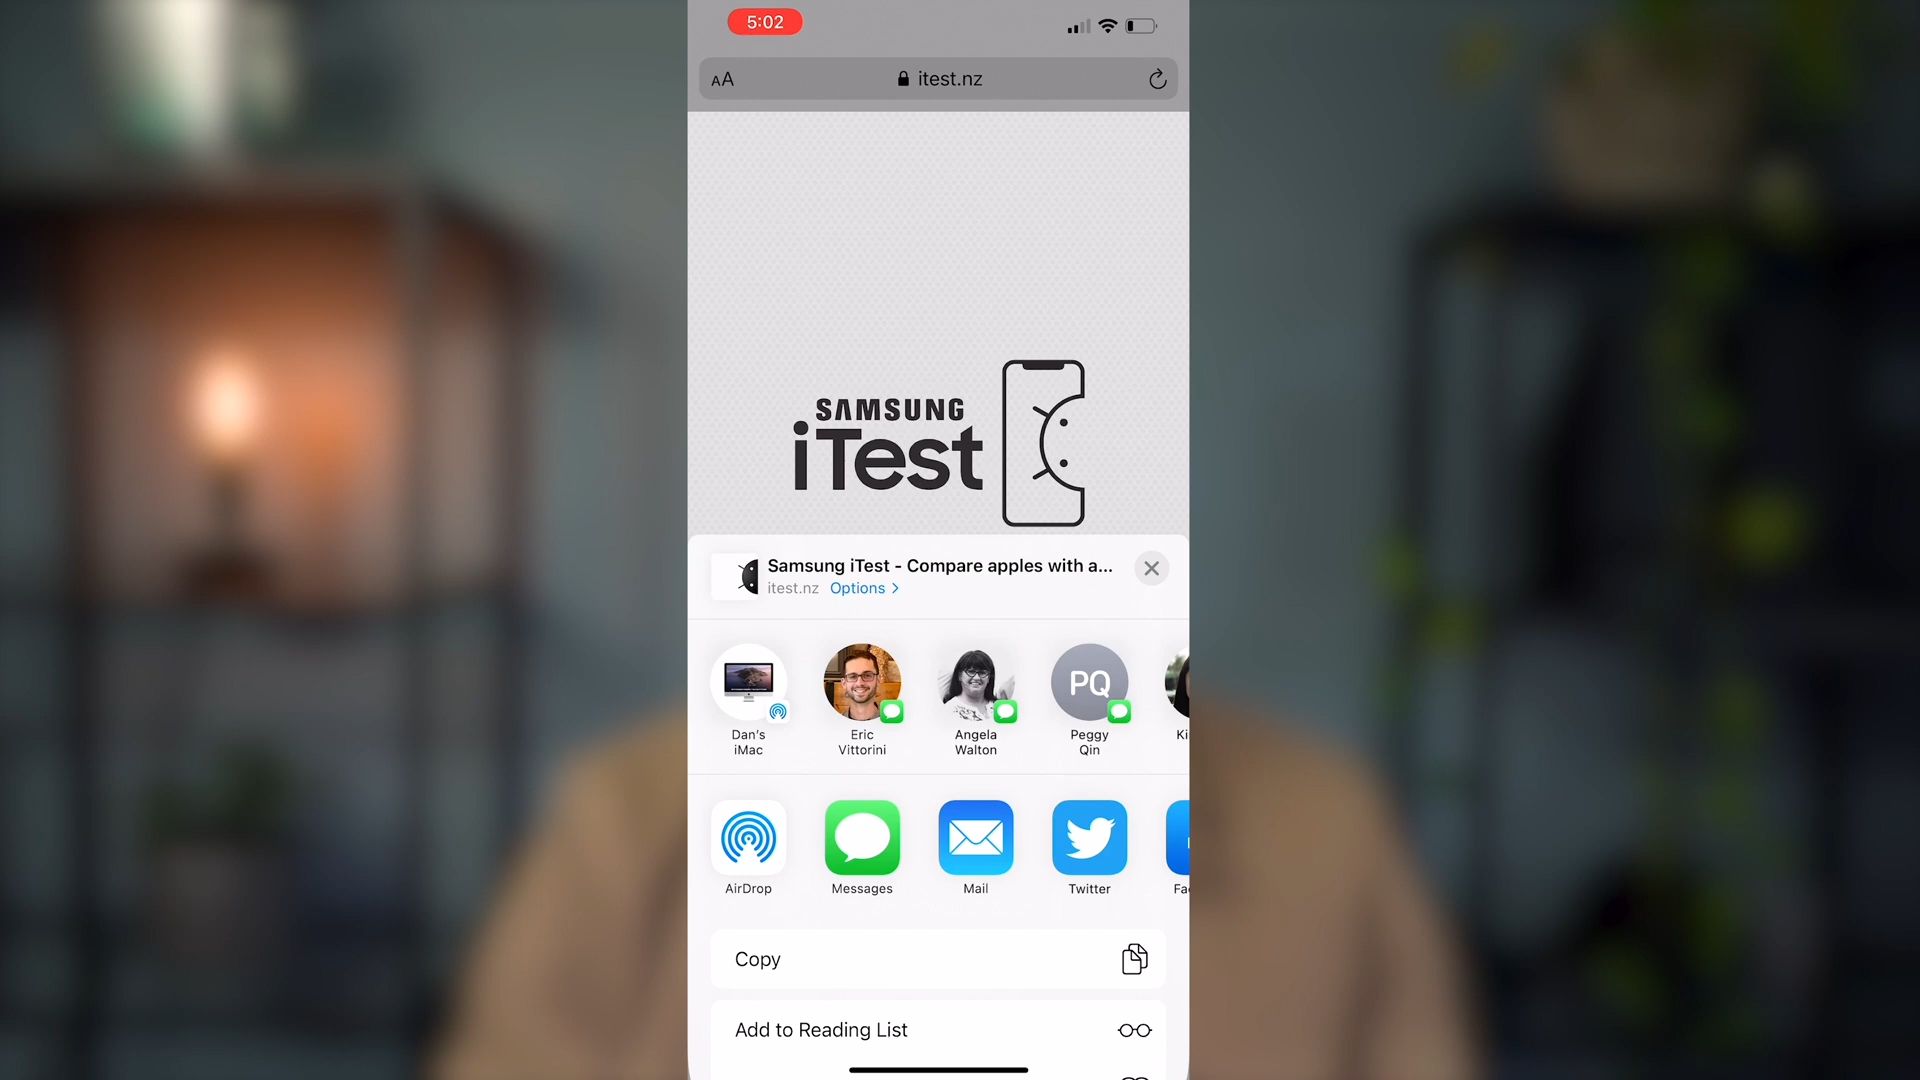 5:02
AA
itest.nz
SAMSUNG
iTest
Samsung iTest - Compare apples with a...
itest.nz Options >
Dan's
iMac
Eric
Vittorini
Angela
Walton
PQ
Peggy
Qin
Ki
AirDrop
Messages
Mail
Twitter
Fa
Copy
Add to Reading List